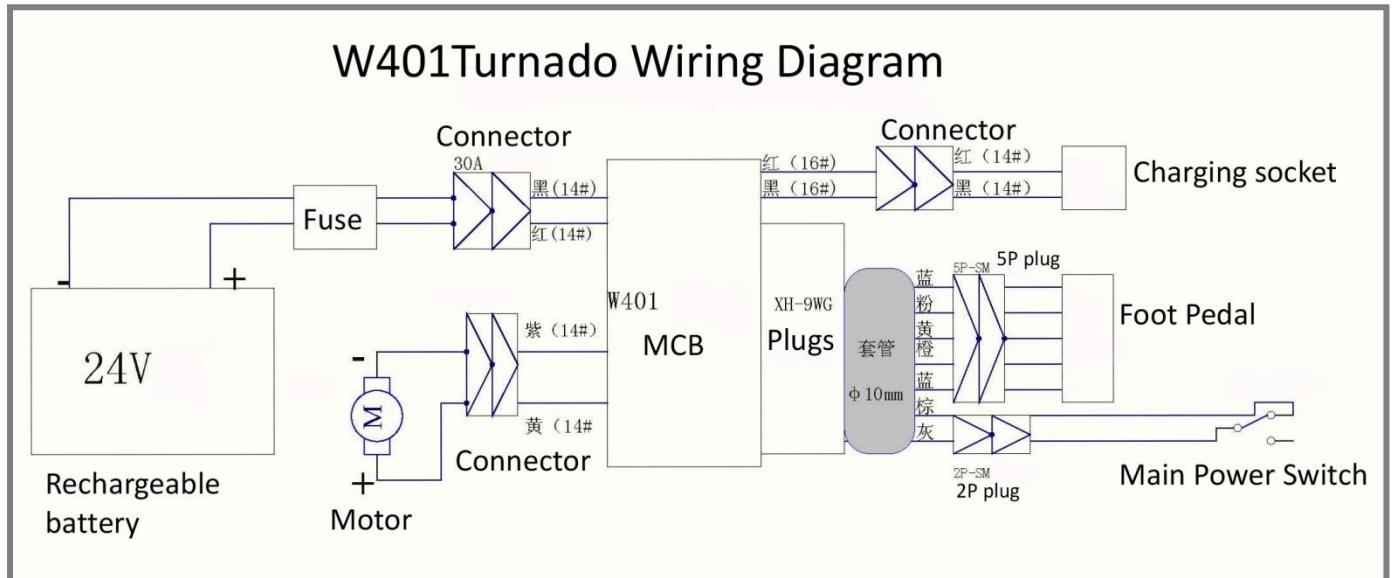 W401Turnado Wiring Diagram
Connector
30A
黑(14#)
红(14#)
Fuse
-
+
24V
Rechargeable
battery
-
M
+
Motor
紫 (14#)
黄 (14#
Connector
W401
MCB
红 (16#)
黑 (16#)
Connector
红 (14#)
黑 (14#)
Charging socket
XH-9WG
Plugs
套管
φ10mm
蓝
粉
黄
橙
蓝
棕
灰
5P-SM
5P plug
Foot Pedal
2P-SM
2P plug
Main Power Switch